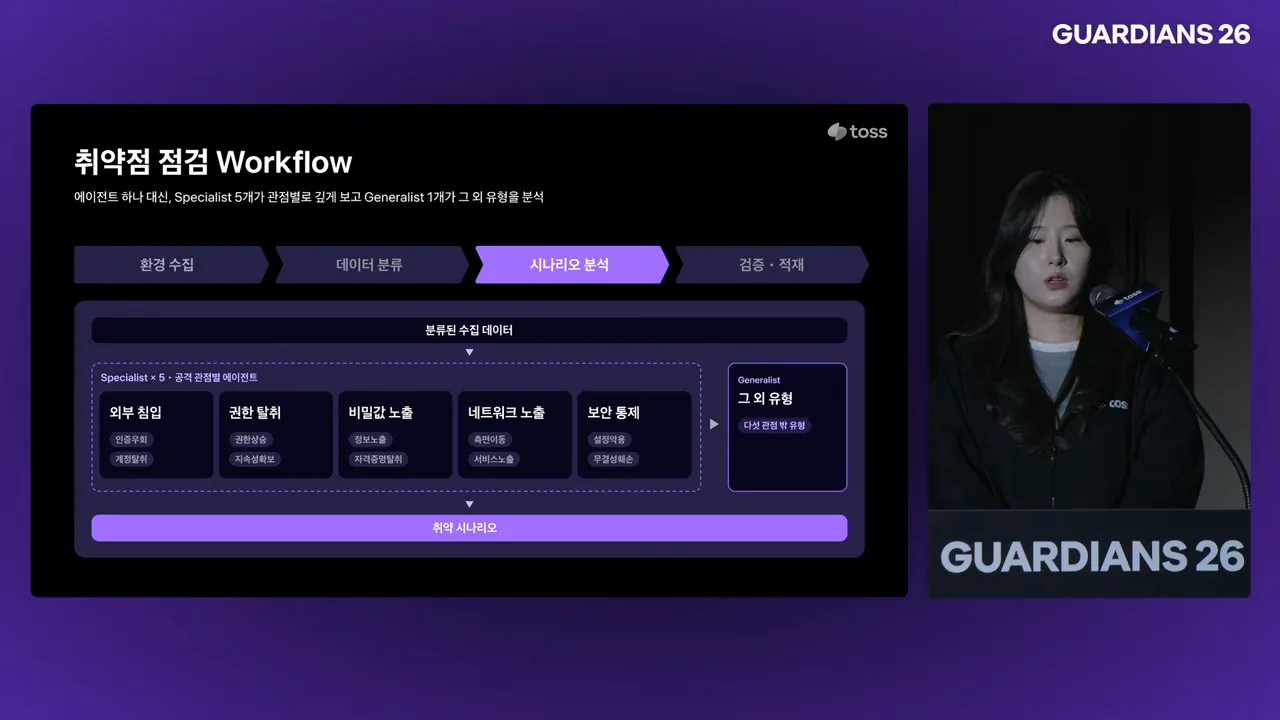 GUARDIANS 26
toss
취약점 점검 Workflow
에이전트 하나 대신, Specialist 5개가 관점별로 깊게 보고 Generalist 1개가 그 외 유형을 분석
환경 수집
데이터 분류
시나리오 분석
검증 · 적재
분류된 수집 데이터
Specialist × 5 · 공격 관점별 에이전트
외부 침입
인증우회
계정탈취
권한 탈취
권한상승
지속성확보
비밀값 노출
정보노출
자격증명탈취
네트워크 노출
측면이동
서비스노출
보안 통제
설정악용
무결성훼손
Generalist
그 외 유형
다섯 관점 밖 유형
취약 시나리오
toss
GUARDIANS 26